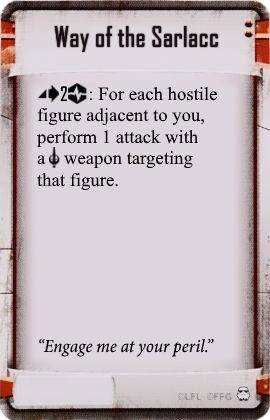 Way of the Sarlacc
2: For each hostile
figure adjacent to you,
perform 1 attack with
a weapon targeting
that figure.
“Engage me at your peril.”
©LFL ©FFG